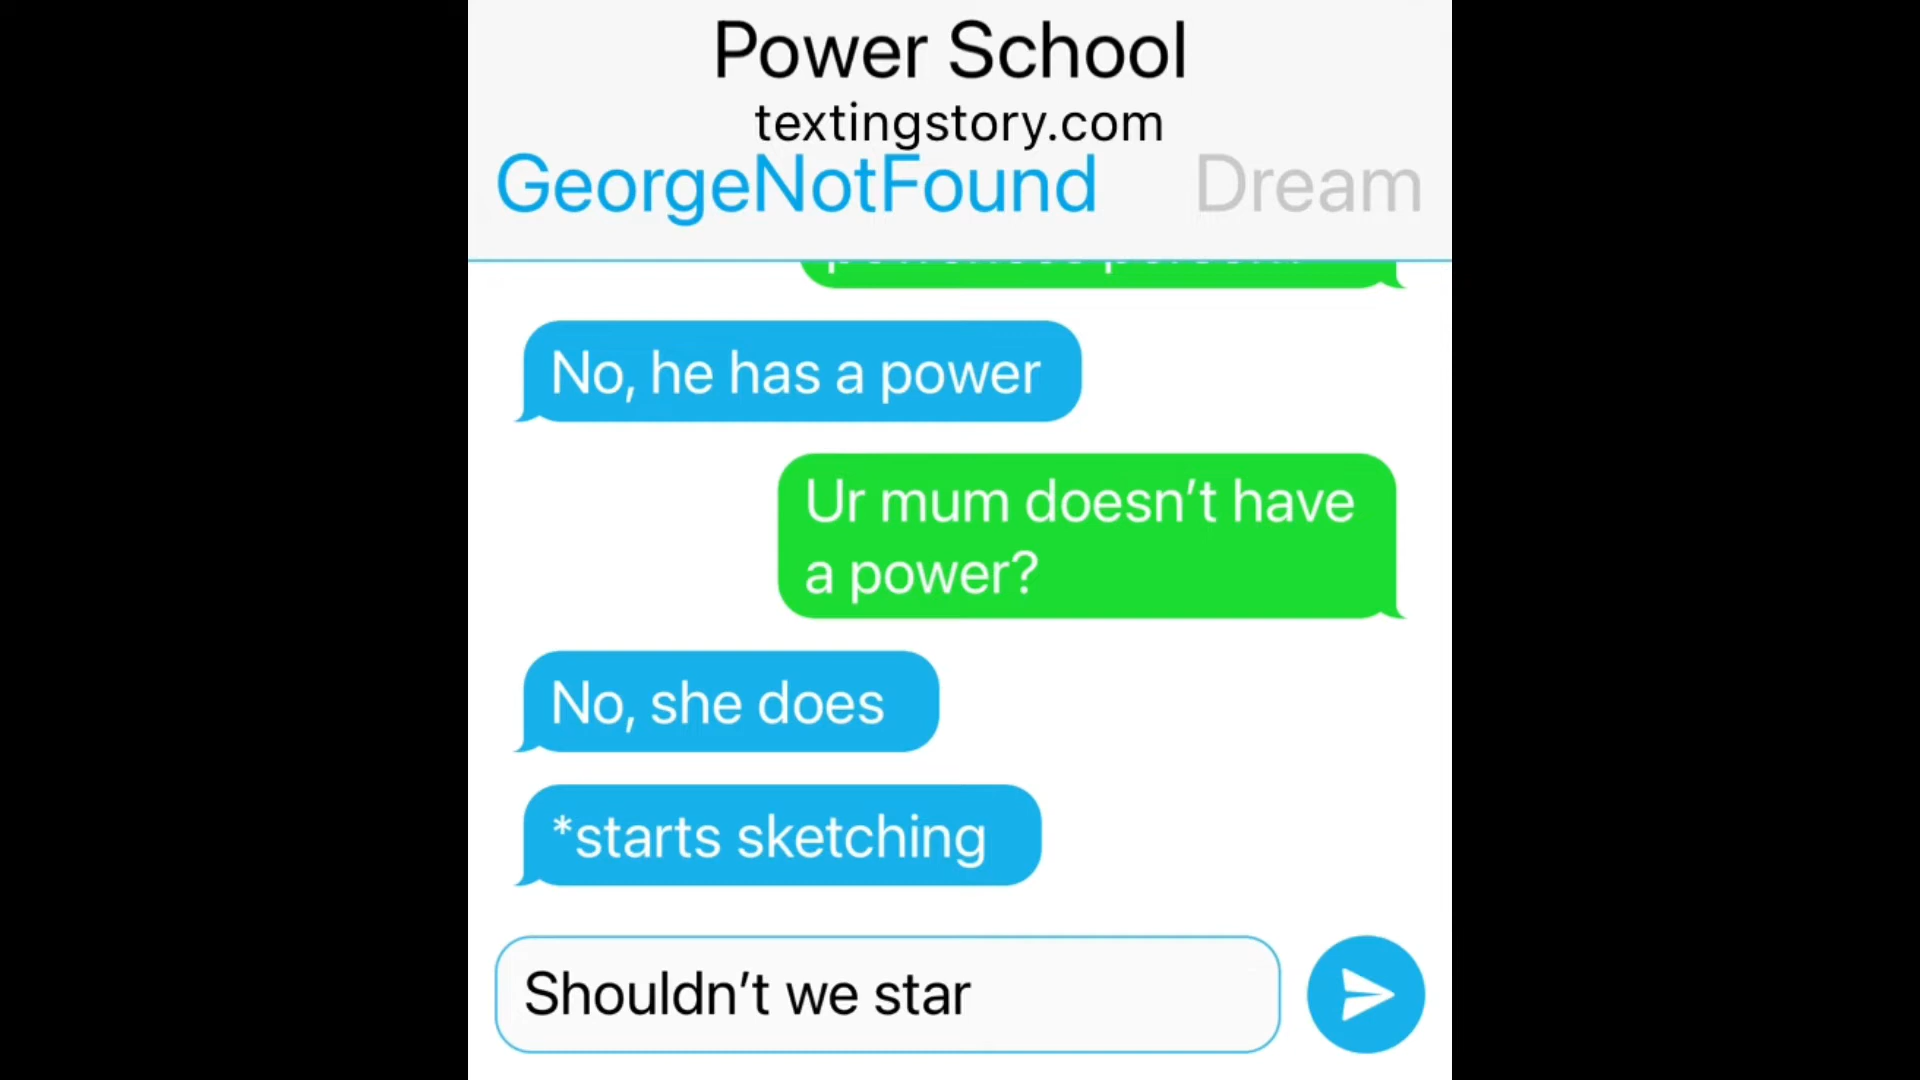 Power School
textingstory.com
GeorgeNotFound Dream
No, he has a power
Ur mum doesn’t have
a power?
No, she does
*starts sketching
Shouldn’t we star